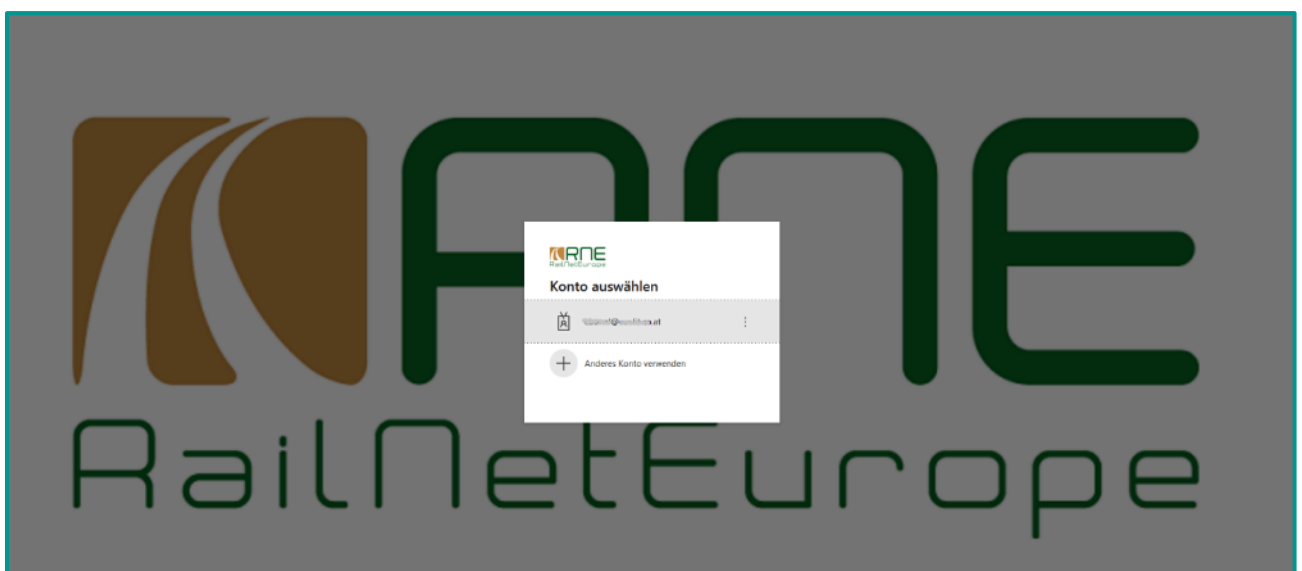 RNE
RailNetEurope
RNE
RailNetEurope
Konto auswählen
Anderes Konto verwenden